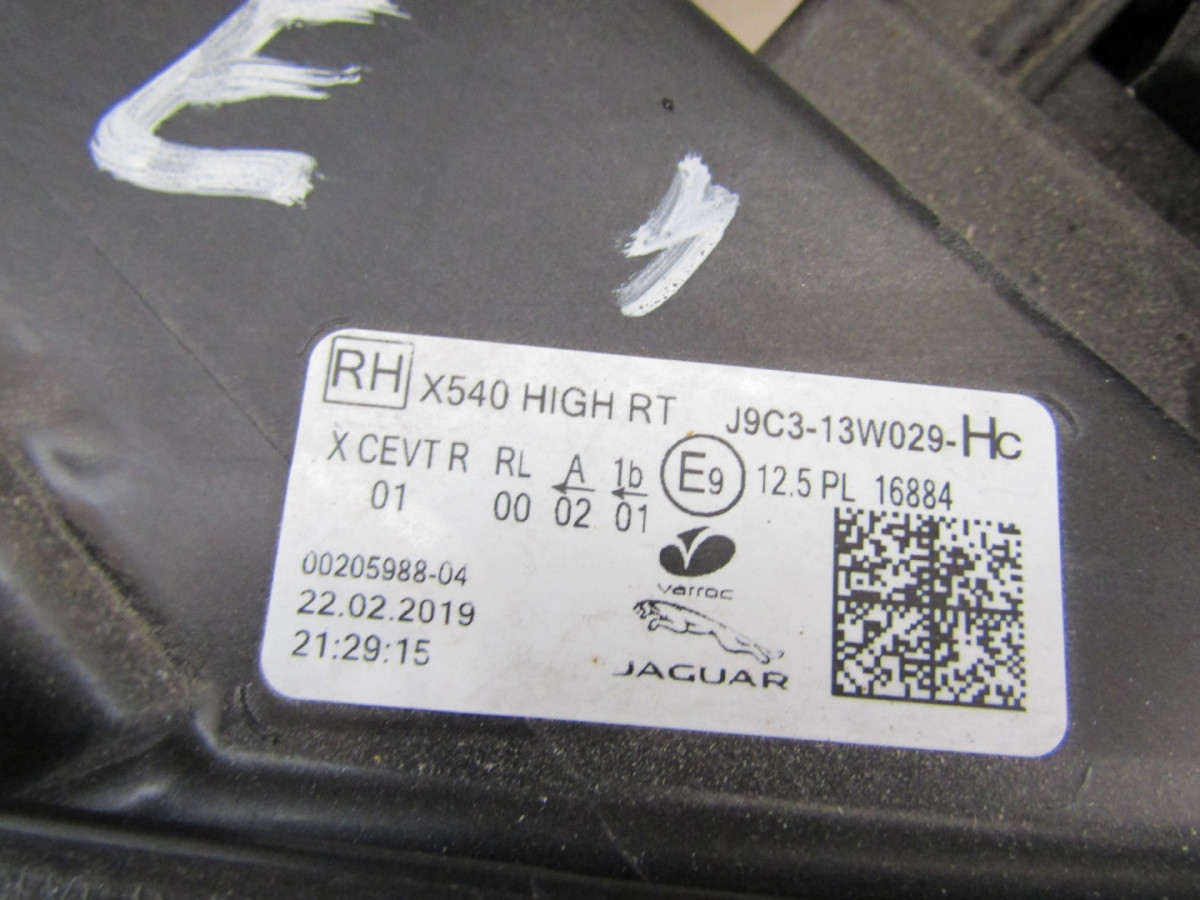 E
RH X540 HIGH RT J9C3-13W029-HC
X CEVT R RL A 1b E9 12.5 PL 16884
01 00 02 01
varroc
00205988-04
22.02.2019
21:29:15
JAGUAR